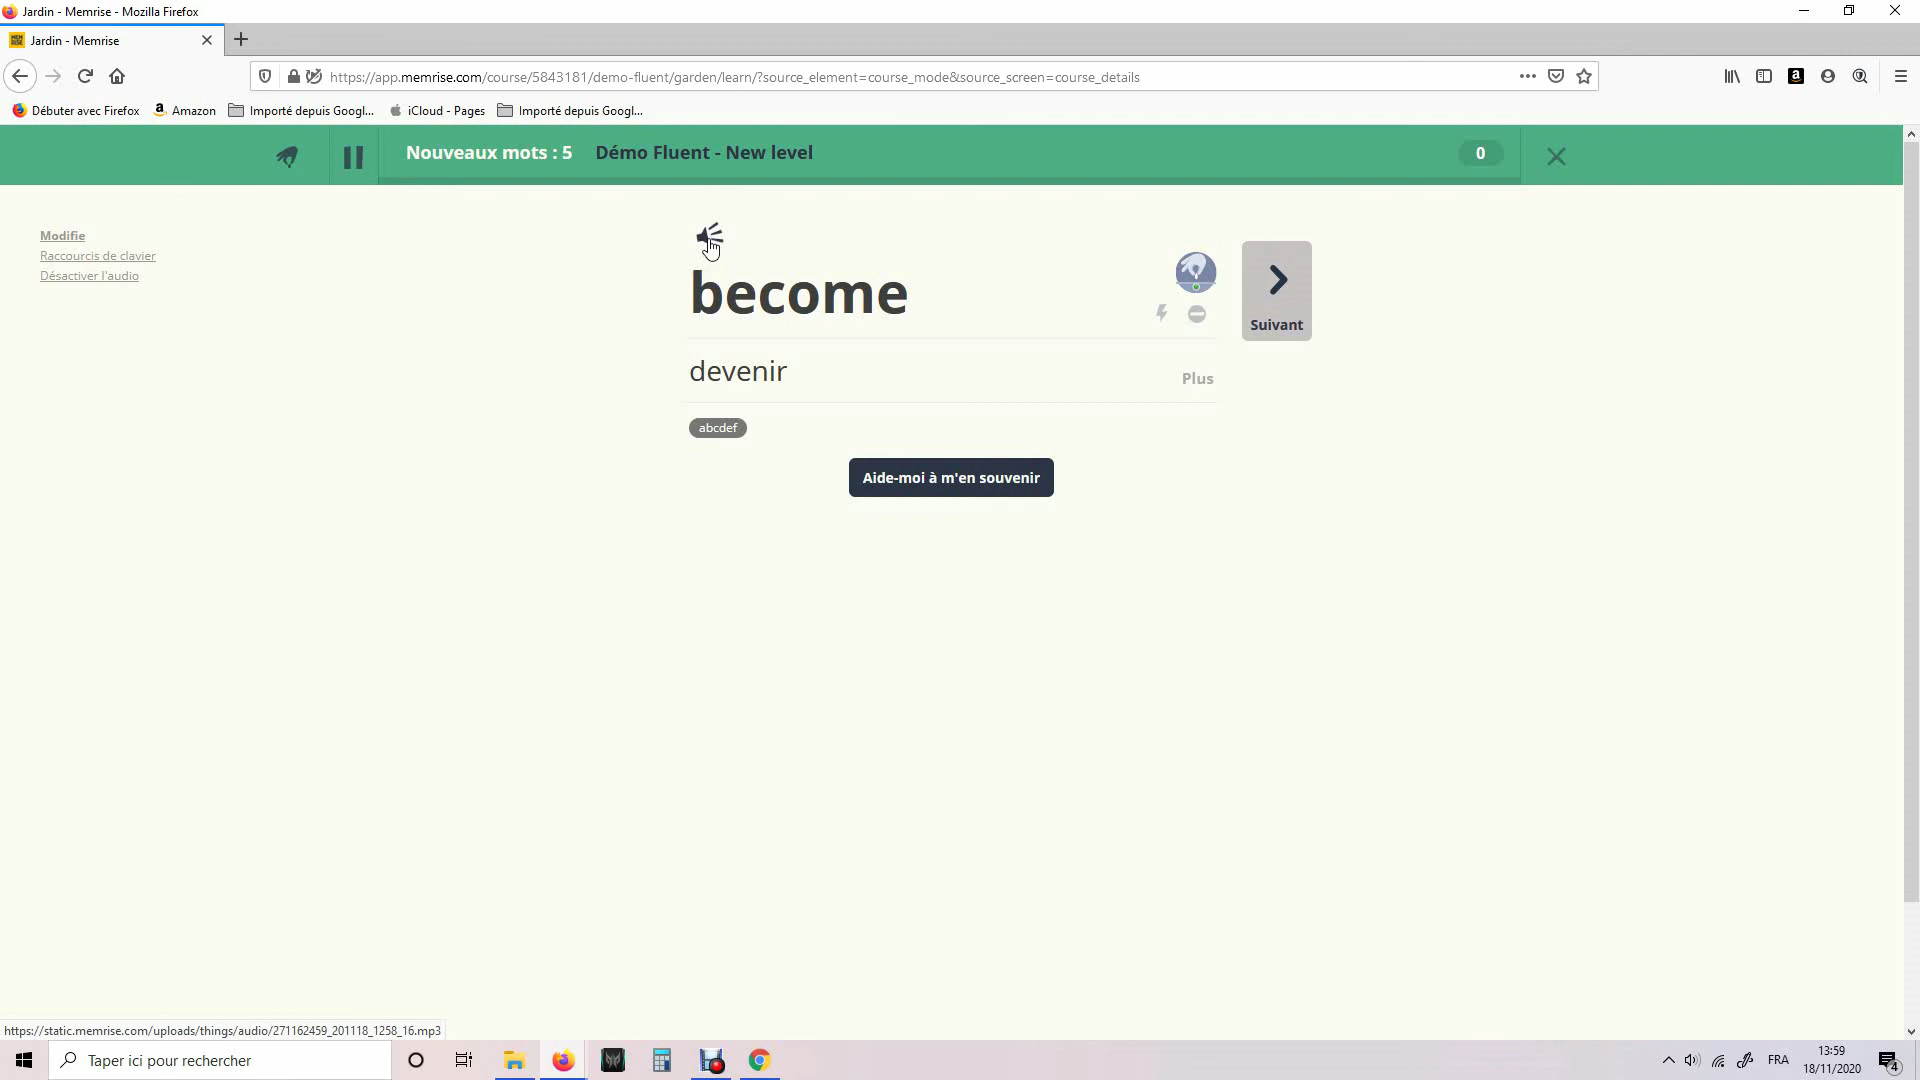 Jardin - Memrise - Mozilla Firefox
Jardin - Memrise
https://app.memrise.com/course/5843181/demo-fluent/garden/learn/?source_element=course_mode&source_screen=course_details
Débuter avec Firefox Amazon Importé depuis Googl... iCloud - Pages Importé depuis Googl...
Nouveaux mots : 5 Démo Fluent - New level 0
Modifie
Raccourcis de clavier
Désactiver l'audio
become
Suivant
devenir
Plus
abcdef
Aide-moi à m'en souvenir
https://static.memrise.com/uploads/things/audio/271162459_201118_1258_16.mp3
Taper ici pour rechercher
FRA
13:59
18/11/2020
4